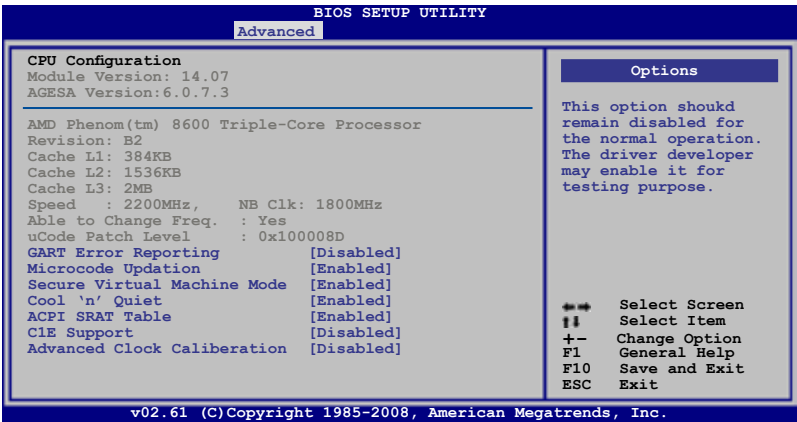 BIOS SETUP UTILITY
Advanced
CPU Configuration
Module Version: 14.07
AGESA Version:6.0.7.3
AMD Phenom(tm) 8600 Triple-Core Processor
Revision: B2
Cache L1: 384KB
Cache L2: 1536KB
Cache L3: 2MB
Speed : 2200MHz, NB Clk: 1800MHz
Able to Change Freq. : Yes
uCode Patch Level : 0x100008D
GART Error Reporting [Disabled]
Microcode Updation [Enabled]
Secure Virtual Machine Mode [Enabled]
Cool ‘n’ Quiet [Enabled]
ACPI SRAT Table [Enabled]
C1E Support [Disabled]
Advanced Clock Caliberation [Disabled]
Options
This option shoukd
remain disabled for
the normal operation.
The driver developer
may enable it for
testing purpose.
←→ Select Screen
↑↓ Select Item
+- Change Option
F1 General Help
F10 Save and Exit
ESC Exit
v02.61 (C)Copyright 1985-2008, American Megatrends, Inc.